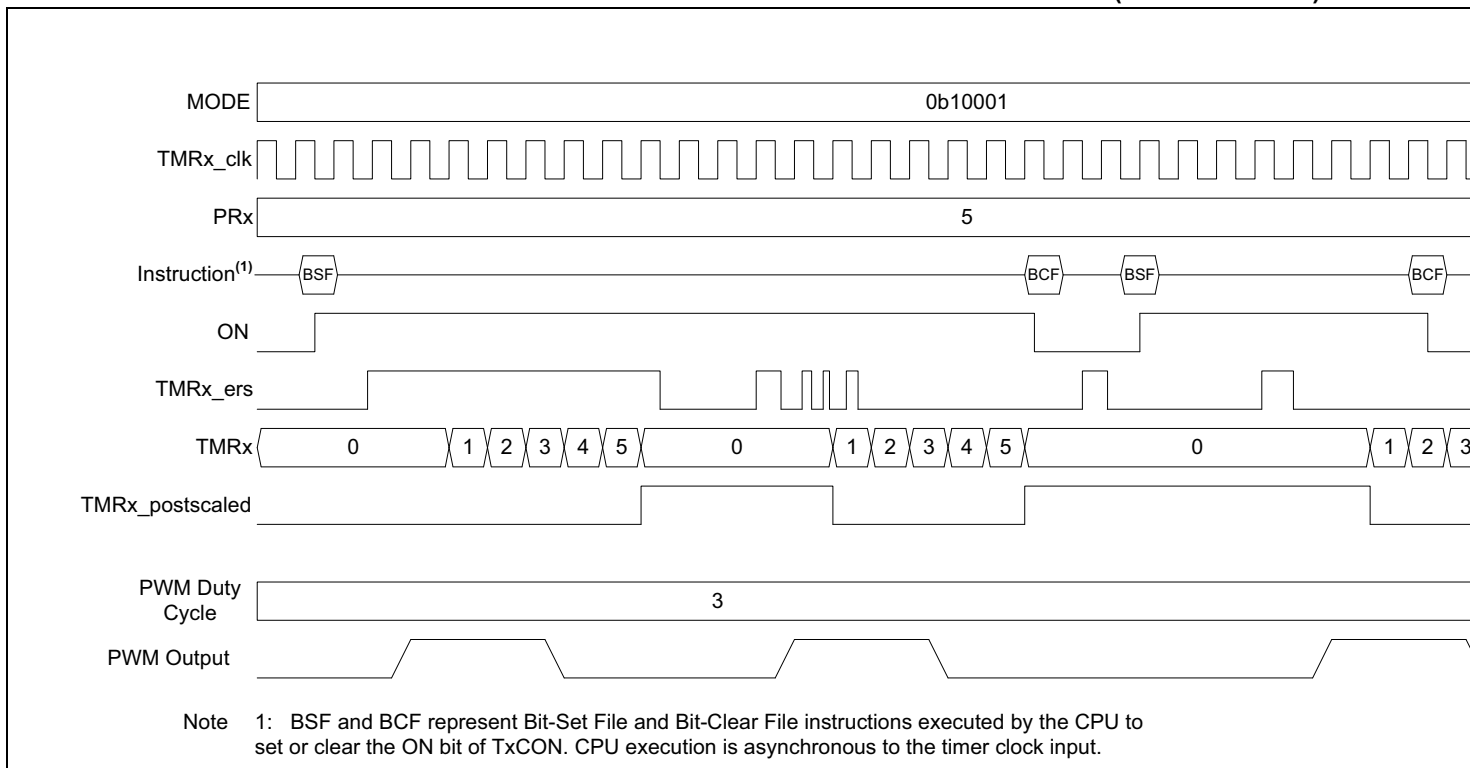 MODE 0b10001
TMRx_clk
PRx 5
Instruction(1) BSF BCF BSF BCF
ON
TMRx_ers
TMRx 0 1 2 3 4 5 0 1 2 3 4 5 0 1 2 3
TMRx_postscaled
PWM Duty
Cycle 3
PWM Output
Note 1: BSF and BCF represent Bit-Set File and Bit-Clear File instructions executed by the CPU to
set or clear the ON bit of TxCON. CPU execution is asynchronous to the timer clock input.